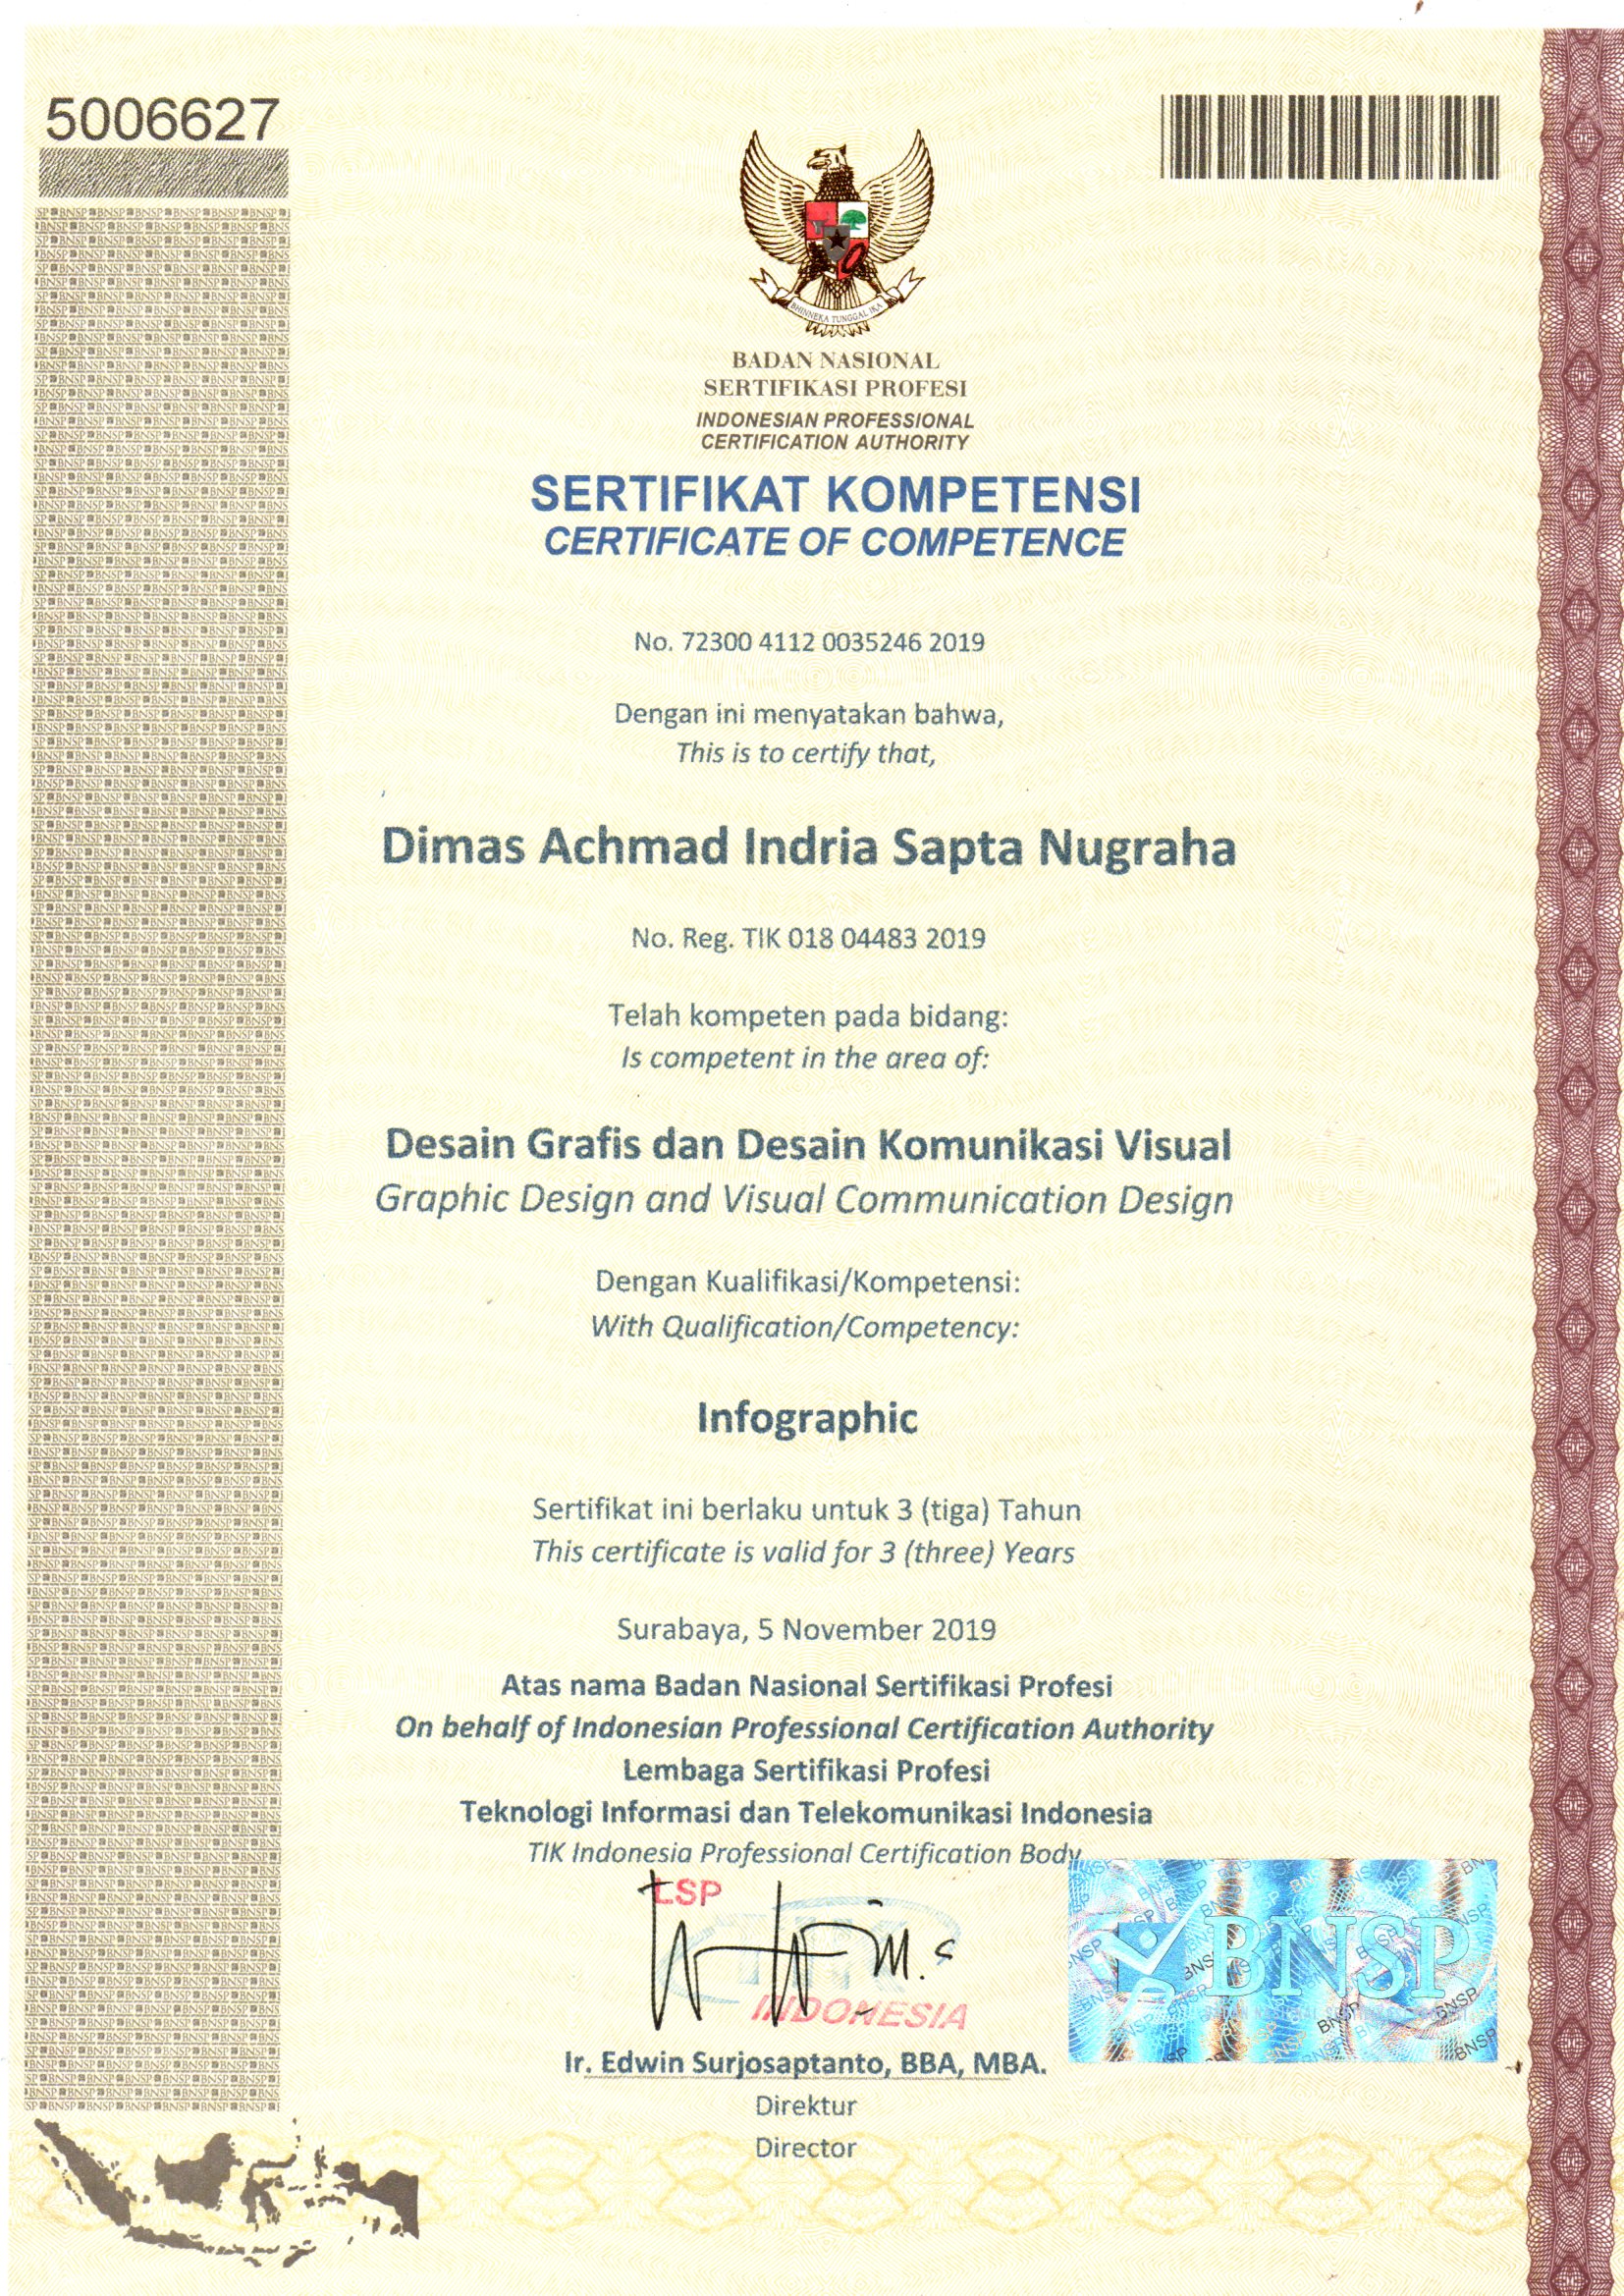 5006627
BHINNEKA TUNGGAL IKA
BADAN NASIONAL
SERTIFIKASI PROFESI
INDONESIAN PROFESSIONAL
CERTIFICATION AUTHORITY
SERTIFIKAT KOMPETENSI
CERTIFICATE OF COMPETENCE
No. 72300 4112 0035246 2019
Dengan ini menyatakan bahwa,
This is to certify that,
Dimas Achmad Indria Sapta Nugraha
No. Reg. TIK 018 04483 2019
Telah kompeten pada bidang:
Is competent in the area of:
Desain Grafis dan Desain Komunikasi Visual
Graphic Design and Visual Communication Design
Dengan Kualifikasi/Kompetensi:
With Qualification/Competency:
Infographic
Sertifikat ini berlaku untuk 3 (tiga) Tahun
This certificate is valid for 3 (three) Years
Surabaya, 5 November 2019
Atas nama Badan Nasional Sertifikasi Profesi
On behalf of Indonesian Professional Certification Authority
Lembaga Sertifikasi Profesi
Teknologi Informasi dan Telekomunikasi Indonesia
TIK Indonesia Professional Certification Body
LSP
INDONESIA
BNSP
Ir. Edwin Surjosaptanto, BBA, MBA.
Direktur
Director